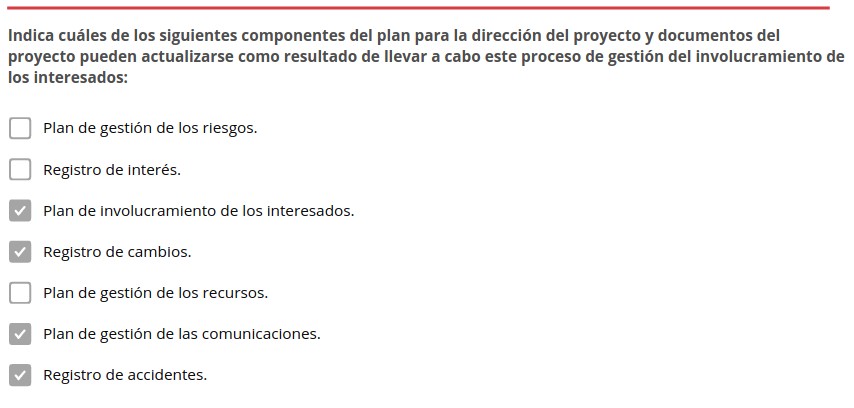 Indica cuáles de los siguientes componentes del plan para la dirección del proyecto y documentos del
proyecto pueden actualizarse como resultado de llevar a cabo este proceso de gestión del involucramiento de
los interesados:
Plan de gestión de los riesgos.
Registro de interés.
Plan de involucramiento de los interesados.
Registro de cambios.
Plan de gestión de los recursos.
Plan de gestión de las comunicaciones.
Registro de accidentes.